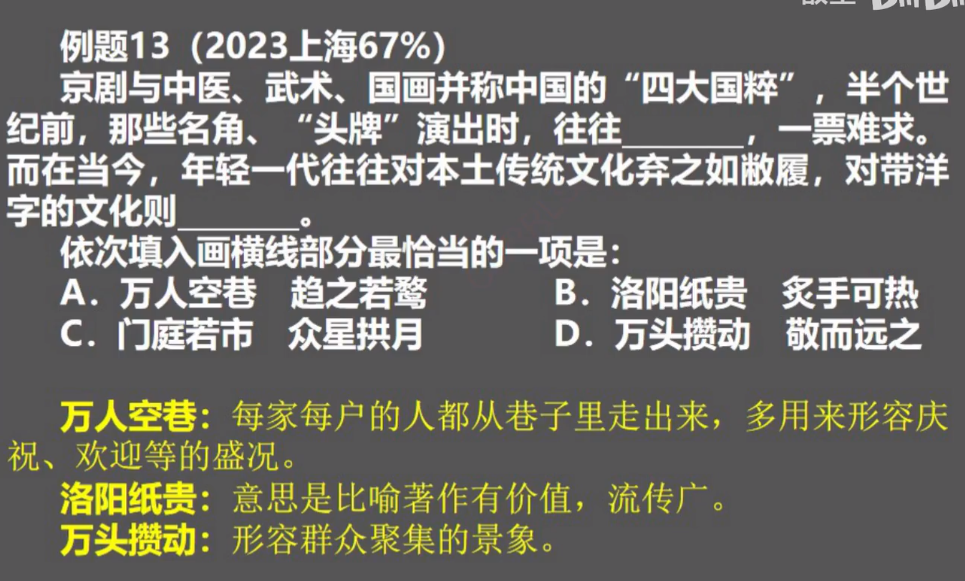 例题13（2023上海67%）
京剧与中医、武术、国画并称中国的“四大国粹”，半个世
纪前，那些名角、“头牌”演出时，往往________，一票难求。
而在当今，年轻一代往往对本土传统文化弃之如敝履，对带洋
字的文化则________。
依次填入画横线部分最恰当的一项是：
A．万人空巷 趋之若鹜 B．洛阳纸贵 炙手可热
C．门庭若市 众星拱月 D．万头攒动 敬而远之
万人空巷：每家每户的人都从巷子里走出来，多用来形容庆
祝、欢迎等的盛况。
洛阳纸贵：意思是比喻著作有价值，流传广。
万头攒动：形容群众聚集的景象。